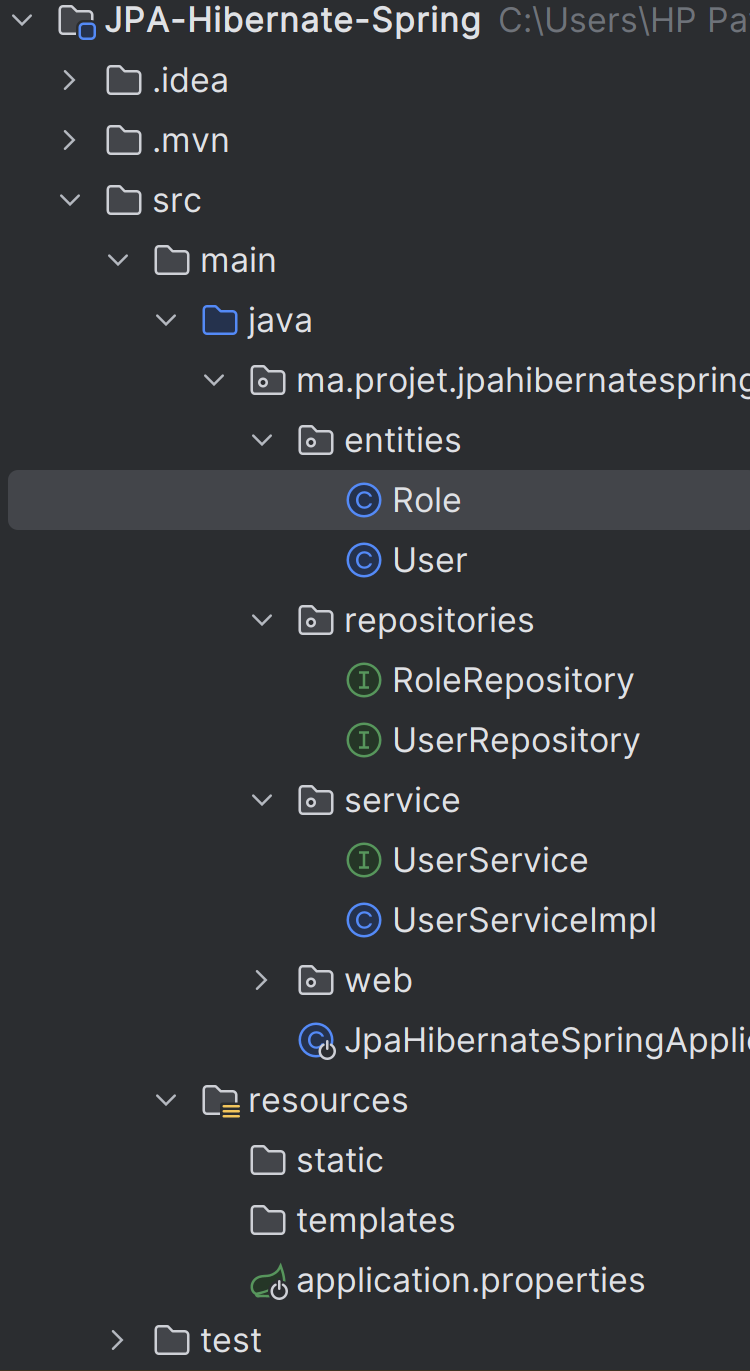 JPA-Hibernate-Spring C:\Users\HP Pa
.idea
.mvn
src
main
java
ma.projet.jpahibernatespring
entities
Role
User
repositories
RoleRepository
UserRepository
service
UserService
UserServiceImpl
web
JpaHibernateSpringApplic
resources
static
templates
application.properties
test